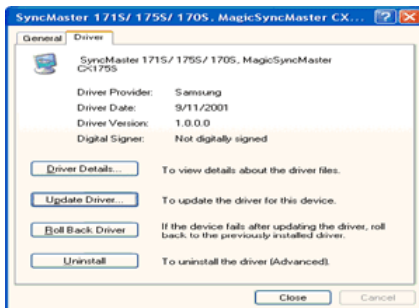 SyncMaster 171S/ 175S/ 170S, MagicSyncMaster CX...
General
Driver
SyncMaster 171S/ 175S/ 170S, MagicSyncMaster
CX175S
Driver Provider: Samsung
Driver Date: 9/11/2001
Driver Version: 1.0.0.0
Digital Signer: Not digitally signed
Driver Details... To view details about the driver files.
Update Driver... To update the driver for this device.
Roll Back Driver If the device fails after updating the driver, roll
back to the previously installed driver.
Uninstall To uninstall the driver (Advanced).
Close Cancel